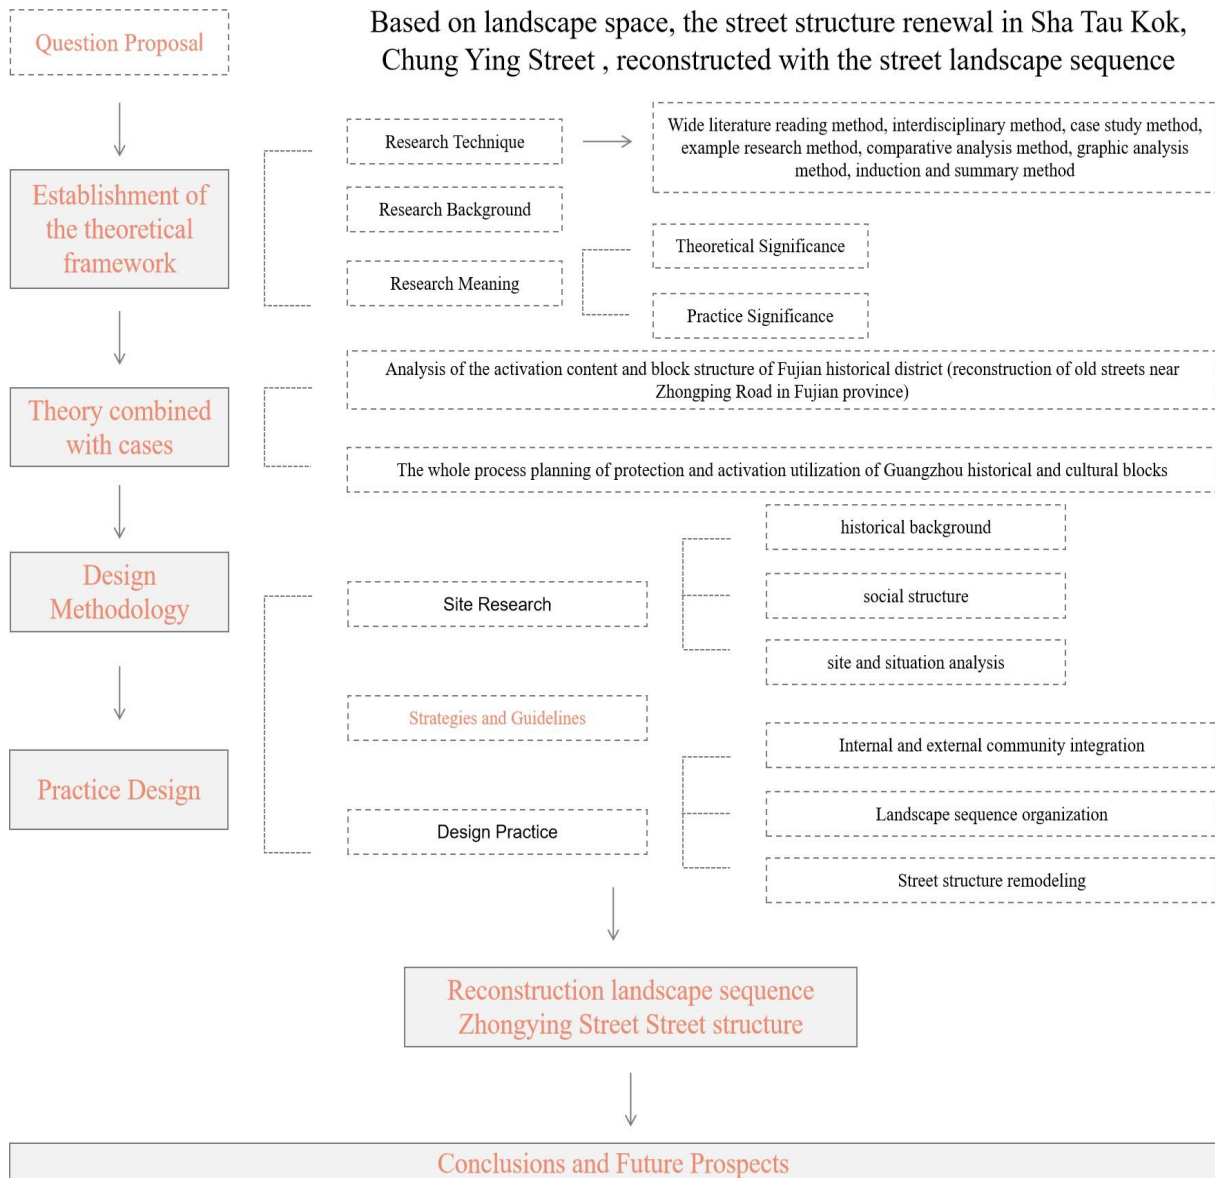 Question Proposal
Based on landscape space, the street structure renewal in Sha Tau Kok,
Chung Ying Street , reconstructed with the street landscape sequence
Establishment of
the theoretical
framework
Research Technique
Wide literature reading method, interdisciplinary method, case study method,
example research method, comparative analysis method, graphic analysis
method, induction and summary method
Research Background
Research Meaning
Theoretical Significance
Practice Significance
Theory combined
with cases
Analysis of the activation content and block structure of Fujian historical district (reconstruction of old streets near
Zhongping Road in Fujian province)
The whole process planning of protection and activation utilization of Guangzhou historical and cultural blocks
Design
Methodology
Site Research
historical background
social structure
site and situation analysis
Strategies and Guidelines
Practice Design
Design Practice
Internal and external community integration
Landscape sequence organization
Street structure remodeling
Reconstruction landscape sequence
Zhongying Street Street structure
Conclusions and Future Prospects